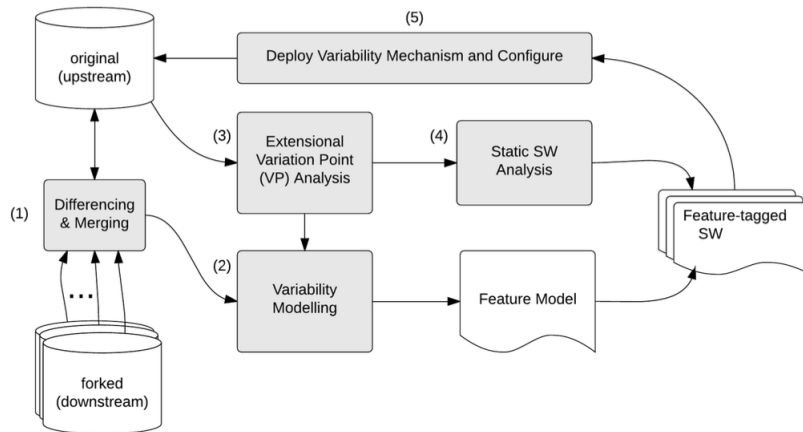 (5)
original
(upstream)
Deploy Variability Mechanism and Configure
(3)
Extensional
Variation Point
(VP) Analysis
(4)
Static SW
Analysis
(1)
Differencing
& Merging
Feature-tagged
SW
(2)
Variability
Modelling
Feature Model
...
forked
(downstream)